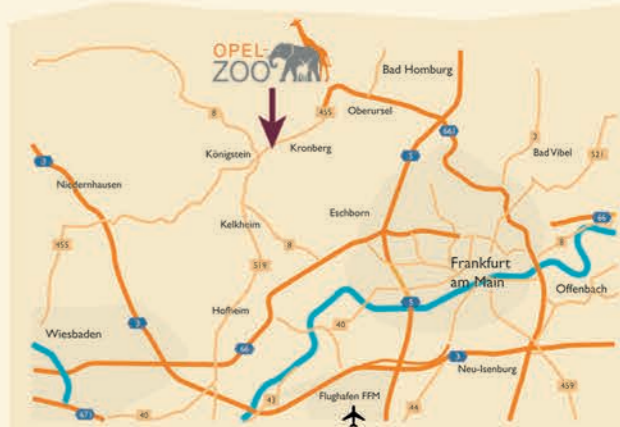 OPEL-
ZOO
Bad Homburg
455
Oberursel
8
661
3
Königstein
Kronberg
5
Bad Vibel
521
3
Niedernhausen
Eschborn
66
Kelkheim
8
8
455
519
Frankfurt
am Main
Offenbach
Hofheim
5
40
3
Wiesbaden
66
3
Neu-Isenburg
459
671
40
43
Flughafen FFM
44